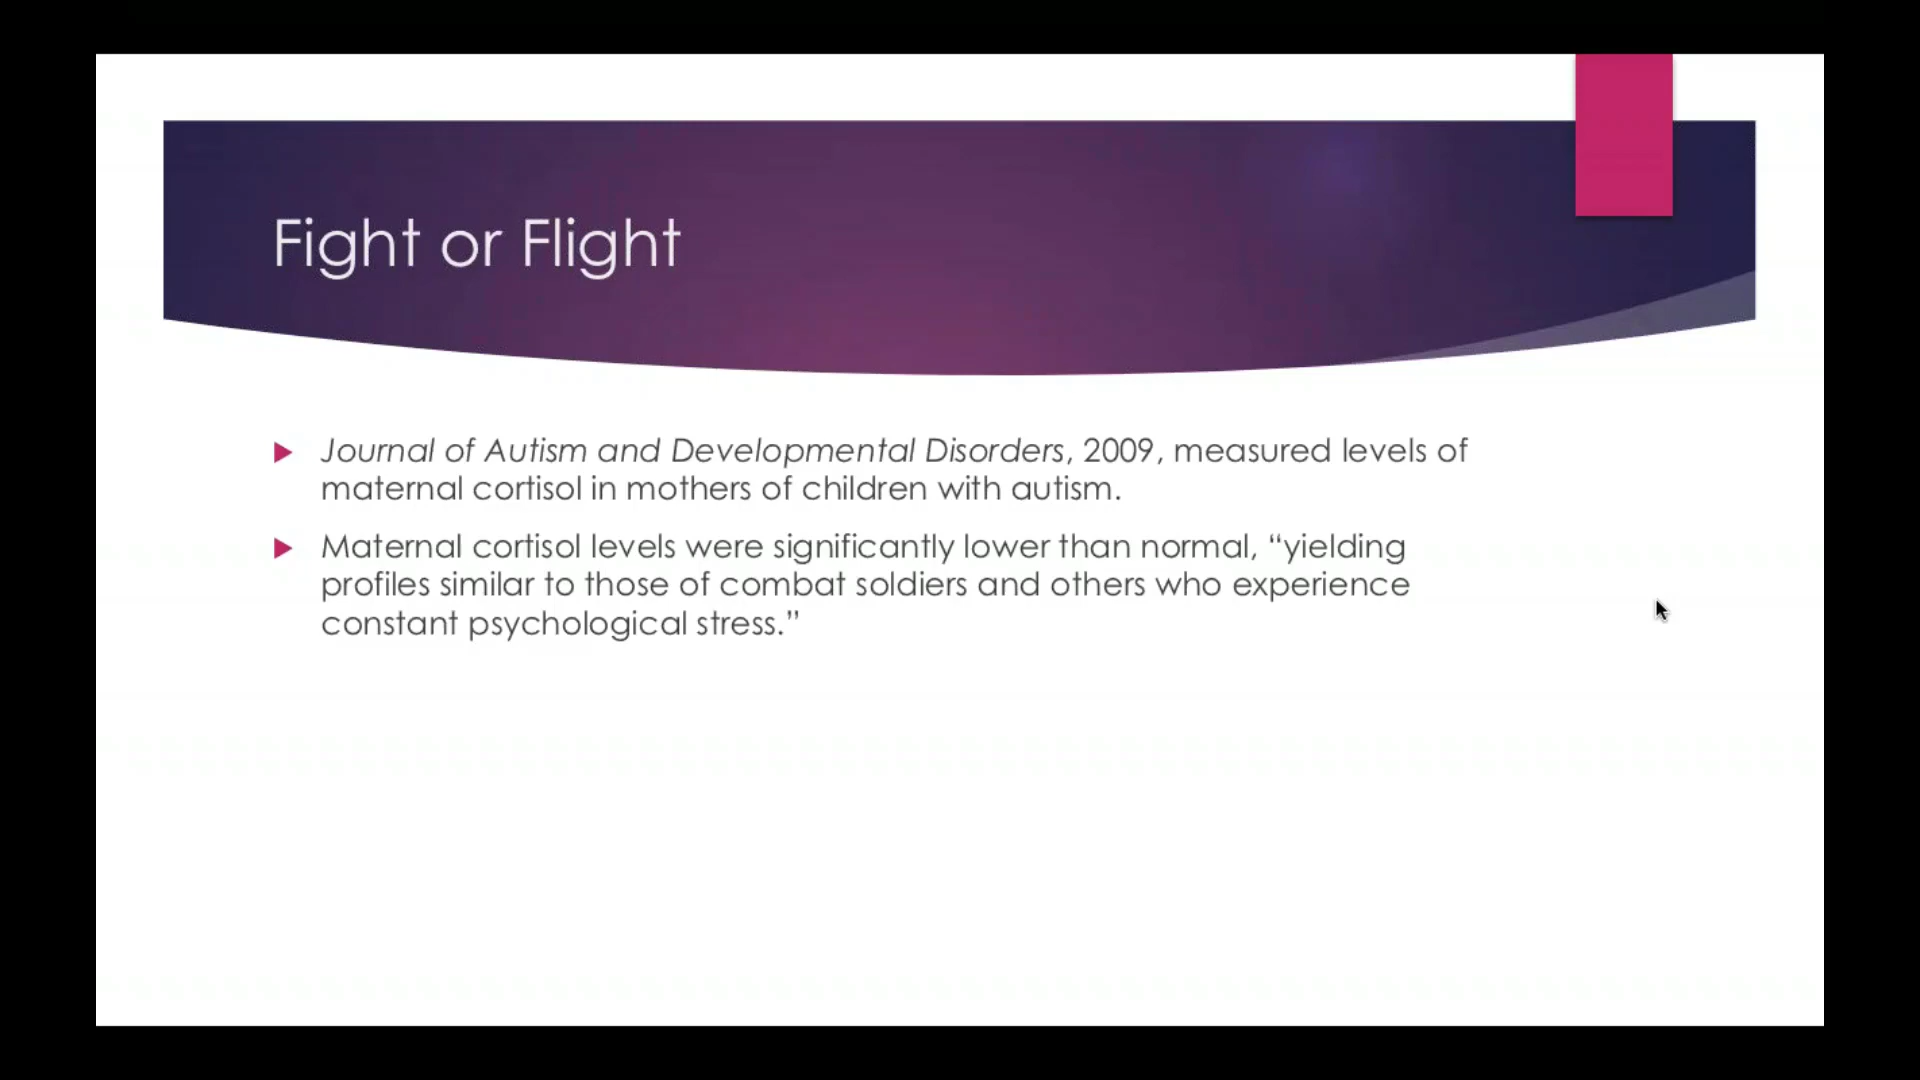 Fight or Flight
Journal of Autism and Developmental Disorders, 2009, measured levels of
maternal cortisol in mothers of children with autism.
Maternal cortisol levels were significantly lower than normal, “yielding
profiles similar to those of combat soldiers and others who experience
constant psychological stress.”